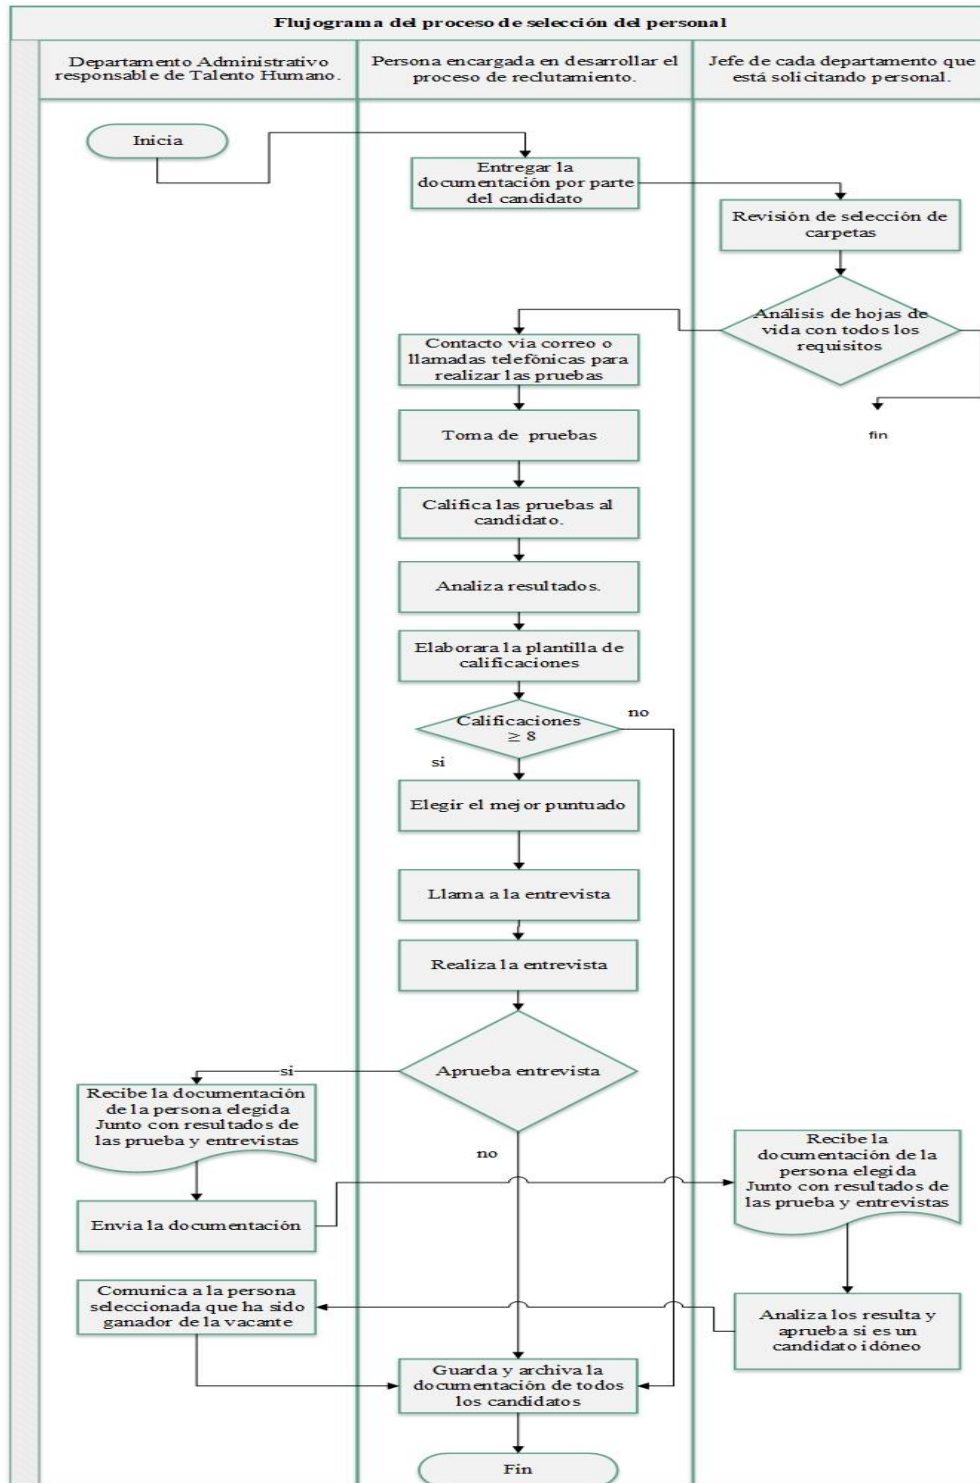 Flujograma del proceso de selección del personal
Departamento Administrativo
responsable de Talento Humano.
Persona encargada en desarrollar el
proceso de reclutamiento.
Jefe de cada departamento que
está solicitando personal.
Inicia
Entregar la
documentación por parte
del candidato
Revisión de selección de
carpetas
Análisis de hojas de
vida con todos los
requisitos
fin
Contacto vía correo o
llamadas telefónicas para
realizar las pruebas
Toma de pruebas
Califica las pruebas al
candidato.
Analiza resultados.
Elaborara la plantilla de
calificaciones
Calificaciones
≥ 8
no
si
Elegir el mejor puntuado
Llama a la entrevista
Realiza la entrevista
Aprueba entrevista
si
no
Recibe la documentación
de la persona elegida
Junto con resultados de
las prueba y entrevistas
Envía la documentación
Recibe la
documentación de la
persona elegida
Junto con resultados de
las prueba y entrevistas
Analiza los resulta y
aprueba si es un
candidato idóneo
Comunica a la persona
seleccionada que ha sido
ganador de la vacante
Guarda y archiva la
documentación de todos
los candidatos
Fin